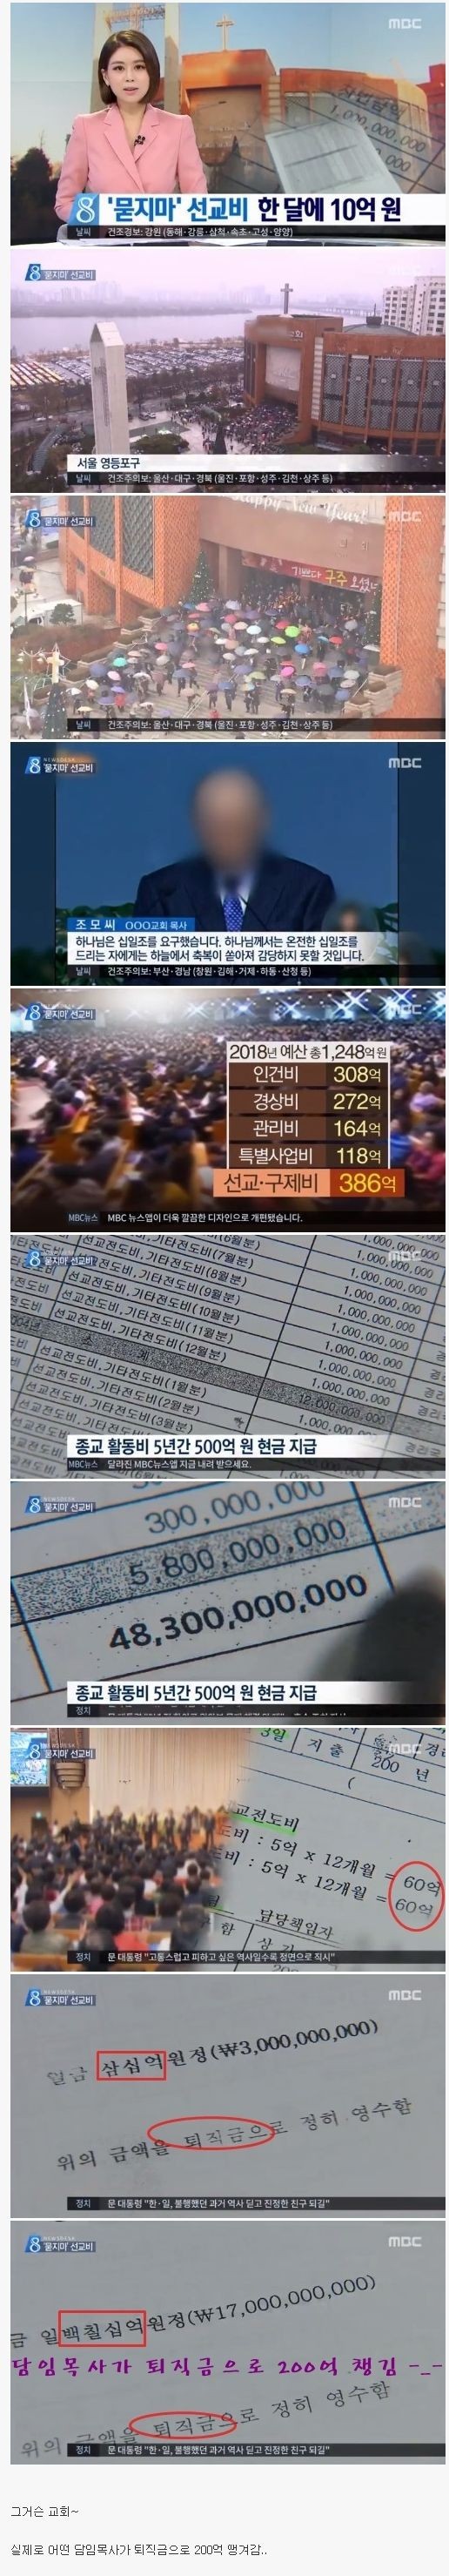 MBC
1,000,000,000
8 '묻지마' 선교비 한 달에 10억 원
날씨 건조경보: 강원 (동해·강릉·삼척·속초·고성·양양)
8 '묻지마' 선교비
교회
서울 영등포구
날씨 건조주의보: 울산·대구·경북 (울진·포항·성주·김천·상주 등)
8 '묻지마' 선교비
MBC
Happy New Year!
기쁘다 구주 오셨네
날씨 건조주의보: 울산·대구·경북 (울진·포항·성주·김천·상주 등)
8 NEWSDESK
'묻지마' 선교비
MBC
조 모 씨 OOO교회 목사
하나님은 십일조를 요구했습니다. 하나님께서는 온전한 십일조를
드리는 자에게는 하늘에서 축복이 쏟아져 감당하지 못할 것입니다.
날씨 건조주의보: 부산·경남 (창원·김해·거제·하동·산청 등)
8 '묻지마' 선교비
MBC
2018년 예산 총1,248억 원
인건비 308억
경상비 272억
관리비 164억
특별사업비 118억
선교·구제비 386억
MBC뉴스 MBC 뉴스앱이 더욱 깔끔한 디자인으로 개편됐습니다.
8 '묻지마' 선교비
MBC
선교전도비,기타전도비(7월분) 1,000,000,000
선교전도비,기타전도비(9월분) 1,000,000,000
선교전도비,기타전도비(10월분) 1,000,000,000
선교전도비,기타전도비(11월분) 1,000,000,000
선교전도비,기타전도비(12월분) 1,000,000,000
소 계 12,000,000,000
선교전도비,기타전도비(1월분) 1,000,000,000
선교전도비,기타전도비(2월분) 1,000,000,000
선교전도비,기타전도비(3월분) 1,000,000,000
종교 활동비 5년간 500억 원 현금 지급
MBC뉴스 달라진 MBC뉴스앱 지금 내려 받으세요.
8 NEWSDESK
'묻지마' 선교비
MBC
300,000,000
5,800,000,000
48,300,000,000
종교 활동비 5년간 500억 원 현금 지급
정치
8 NEWSDESK
'묻지마' 선교비
MBC
3일 지 출
200 년
교전도비
도비 : 5억 x 12개월 = 60억
비 : 5억 x 12개월 = 60억
담당책임자
정치 문 대통령 "고통스럽고 피하고 싶은 역사일수록 정면으로 직시"
8 NEWSDESK
'묻지마' 선교비
MBC
일금 삼십억원정(₩3,000,000,000)
위의 금액을 퇴직금으로 정히 영수함
정치 문 대통령 "한·일, 불행했던 과거 역사 딛고 진정한 친구 되길"
8 NEWSDESK
'묻지마' 선교비
MBC
금 일백칠십억원정(₩17,000,000,000)
담임목사가 퇴직금으로 200억 챙김 -_-
위의 금액을 퇴직금으로 정히 영수함
정치 문 대통령 "한·일, 불행했던 과거 역사 딛고 진정한 친구 되길"
그거슨 교회~
실제로 어떤 담임목사가 퇴직금으로 200억 땡겨감..